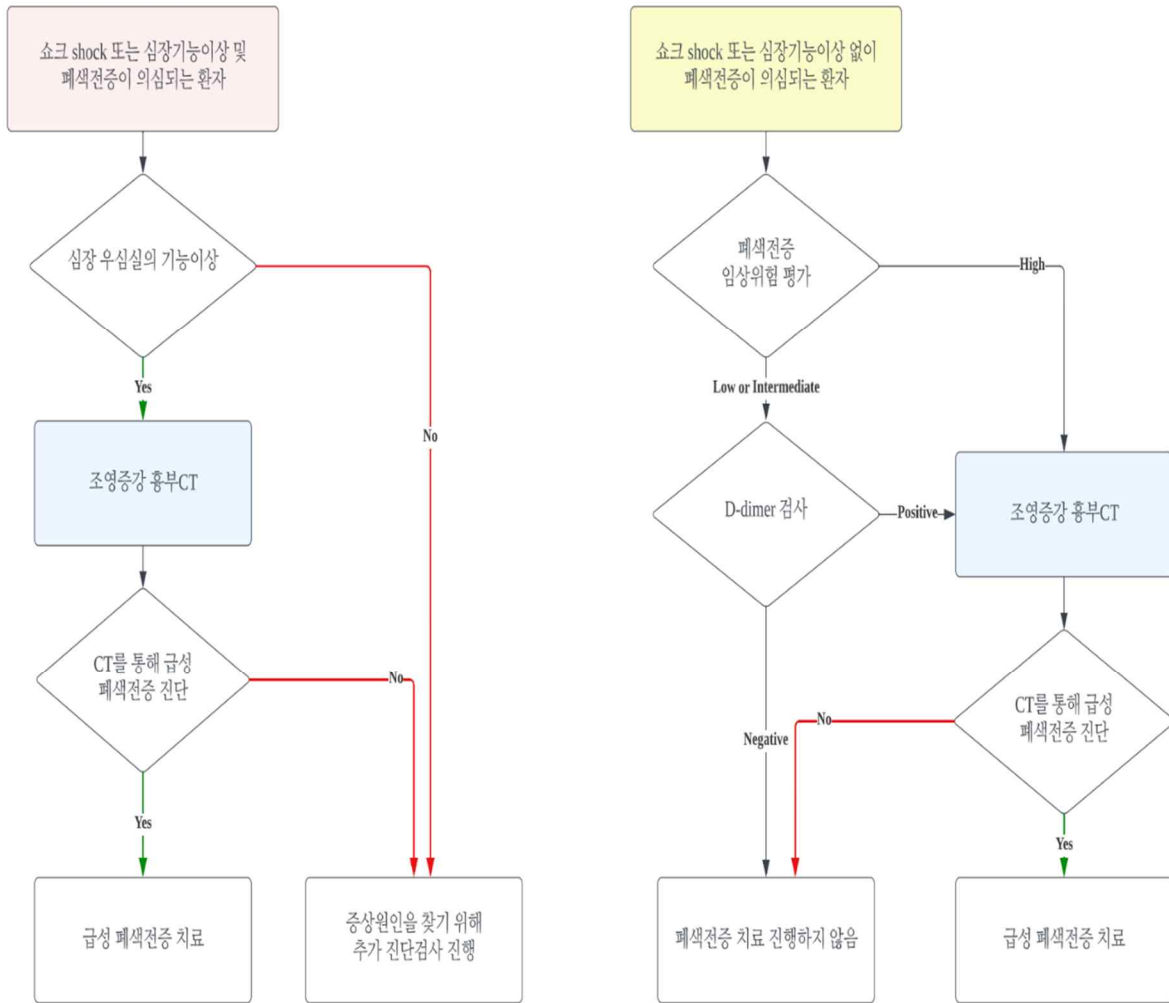 쇼크 shock 또는 심장기능이상 및
폐색전증이 의심되는 환자
심장 우심실의 기능이상
Yes
No
조영증강 흉부CT
CT를 통해 급성
폐색전증 진단
No
Yes
급성 폐색전증 치료
증상원인을 찾기 위해
추가 진단검사 진행
쇼크 shock 또는 심장기능이상 없이
폐색전증이 의심되는 환자
폐색전증
임상위험 평가
High
Low or Intermediate
D-dimer 검사
Positive
조영증강 흉부CT
Negative
CT를 통해 급성
폐색전증 진단
No
Yes
폐색전증 치료 진행하지 않음
급성 폐색전증 치료